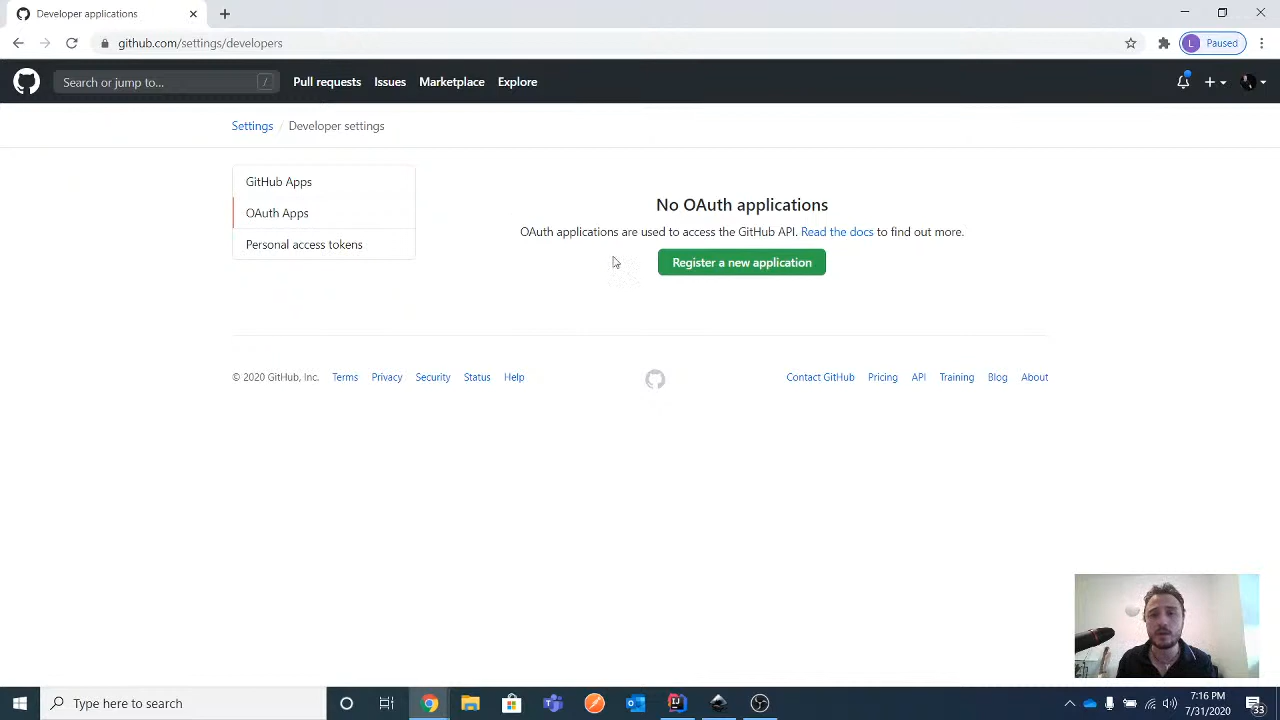 Developer applications
github.com/settings/developers
L Paused
Search or jump to... /
Pull requests Issues Marketplace Explore
Settings / Developer settings
GitHub Apps
OAuth Apps
Personal access tokens
No OAuth applications
OAuth applications are used to access the GitHub API. Read the docs to find out more.
Register a new application
© 2020 GitHub, Inc. Terms Privacy Security Status Help
Contact GitHub Pricing API Training Blog About
Type here to search
7:16 PM
7/31/2020
33